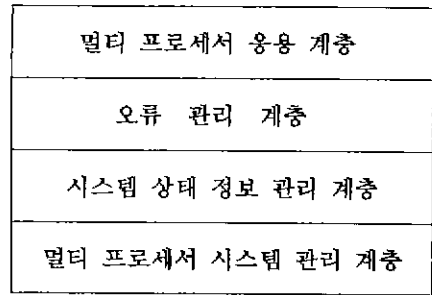 멀티 프로세서 응용 계층
오류 관리 계층
시스템 상태 정보 관리 계층
멀티 프로세서 시스템 관리 계층